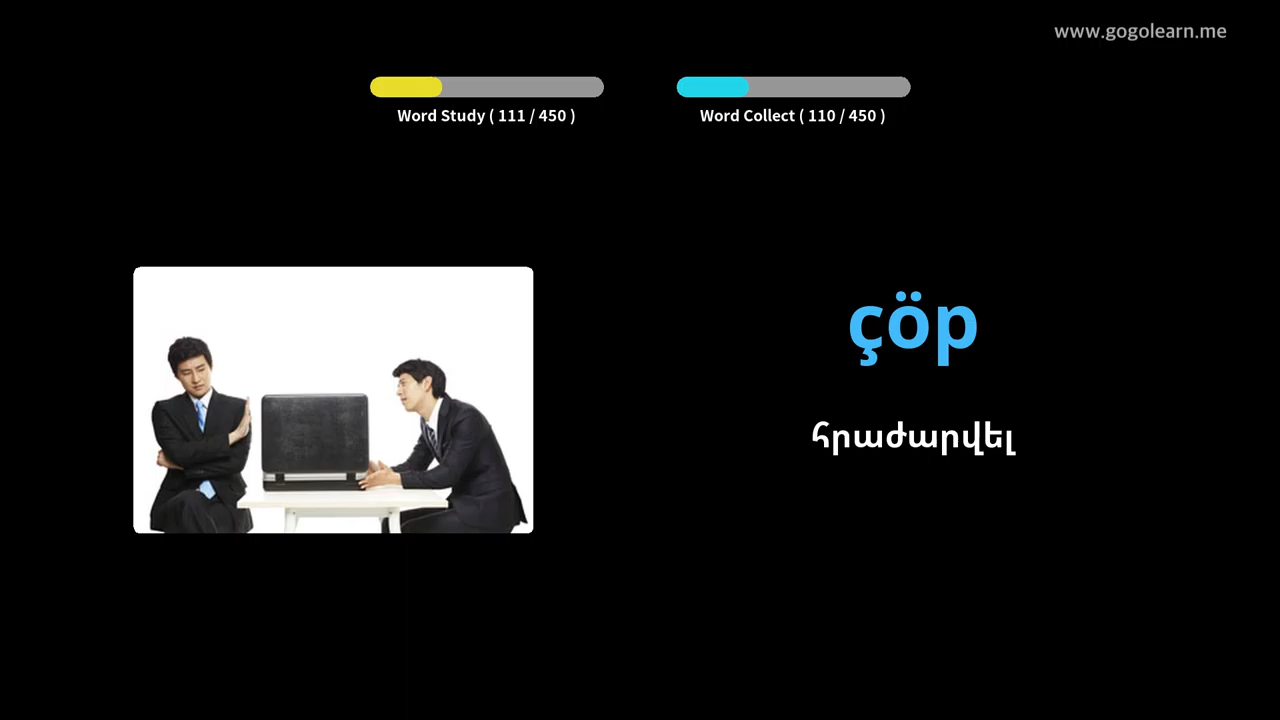 www.gogolearn.me
Word Study ( 111 / 450 )
Word Collect ( 110 / 450 )
çöp
հրաժարվել